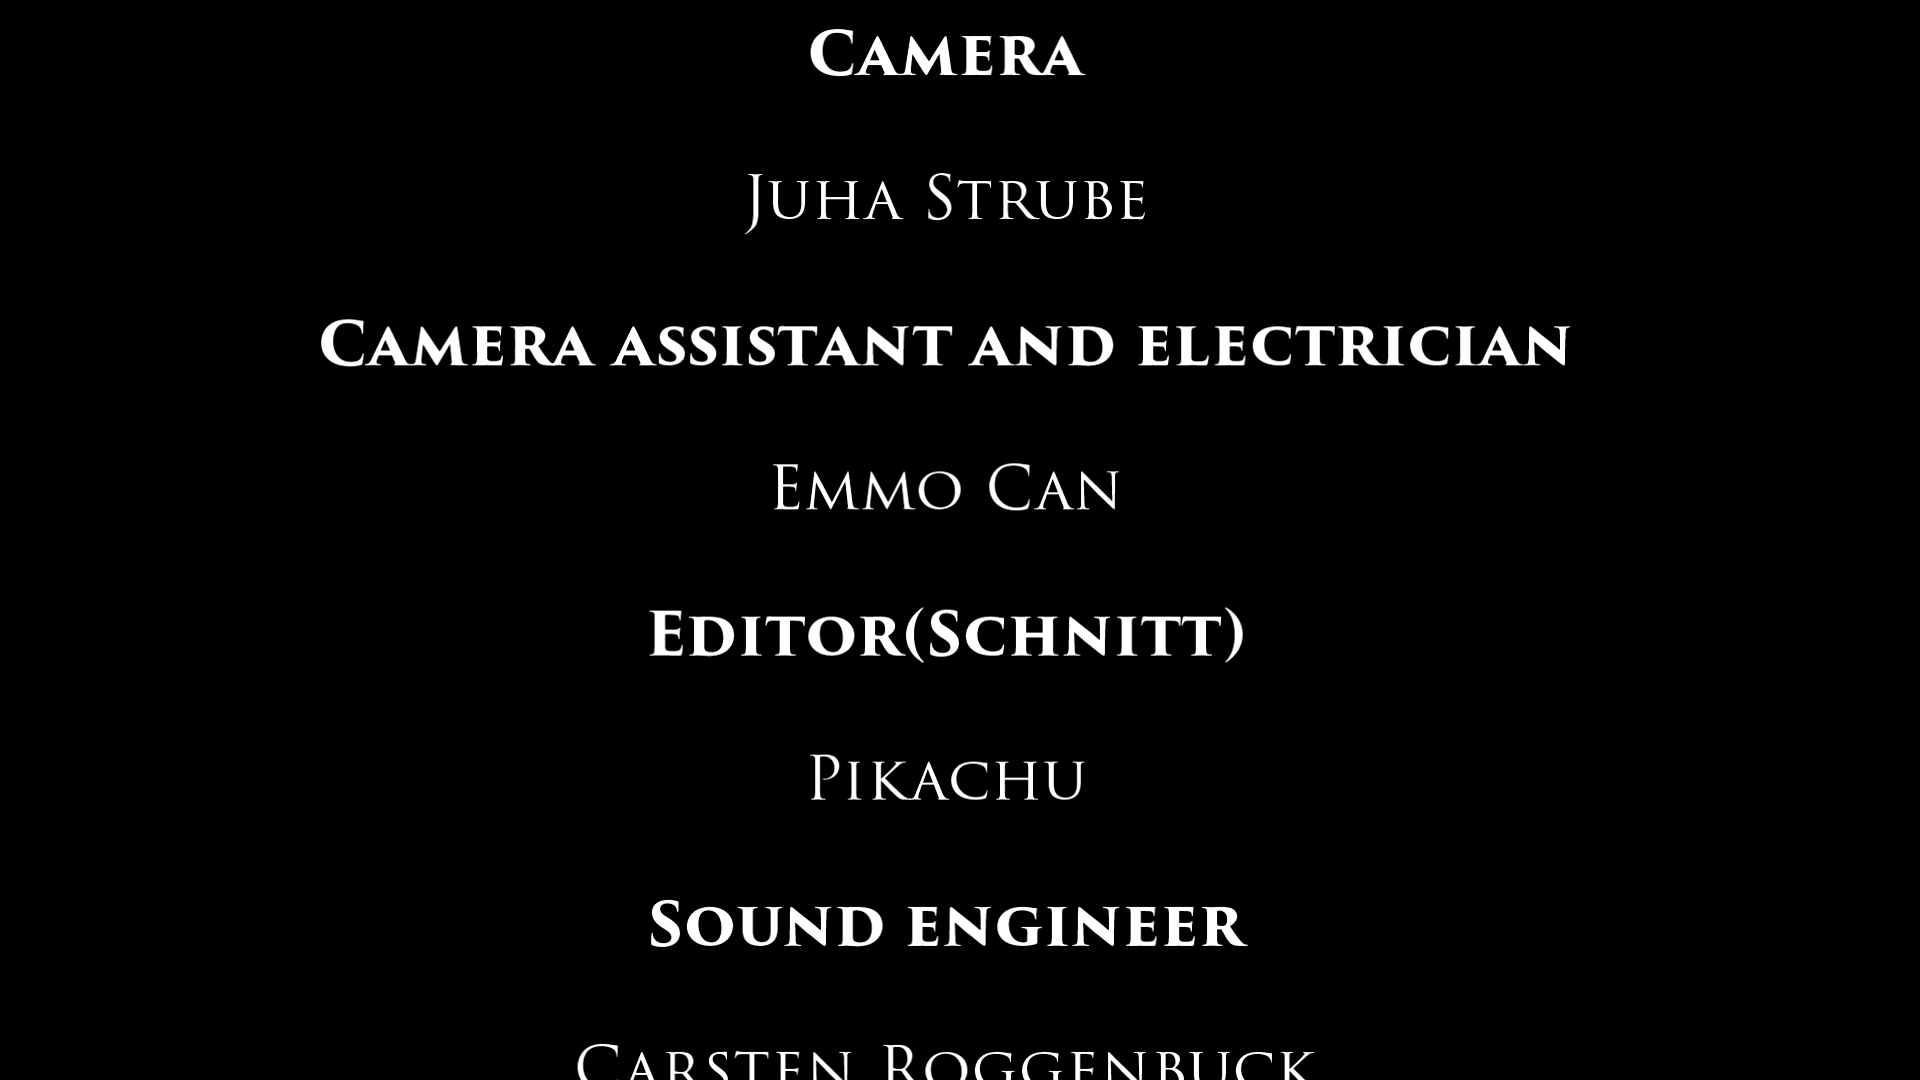 Camera
Juha Strube
Camera assistant and electrician
Emmo Can
Editor(Schnitt)
Pikachu
Sound engineer
Carsten Roggenbuck